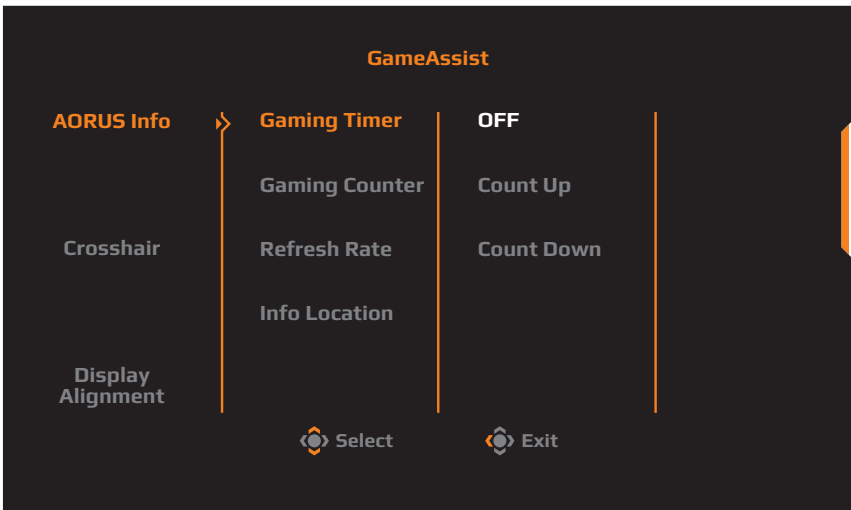 GameAssist
AORUS Info
Gaming Timer
OFF
Gaming Counter
Count Up
Crosshair
Refresh Rate
Count Down
Info Location
Display
Alignment
Select
Exit